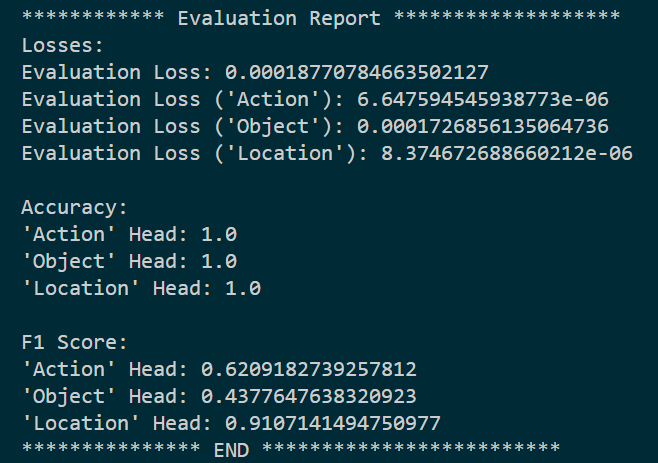 ************ Evaluation Report *******************
Losses:
Evaluation Loss: 0.00018770784663502127
Evaluation Loss ('Action'): 6.647594545938773e-06
Evaluation Loss ('Object'): 0.0001726856135064736
Evaluation Loss ('Location'): 8.374672688660212e-06

Accuracy:
'Action' Head: 1.0
'Object' Head: 1.0
'Location' Head: 1.0

F1 Score:
'Action' Head: 0.6209182739257812
'Object' Head: 0.4377647638320923
'Location' Head: 0.9107141494750977
*************** END *************************